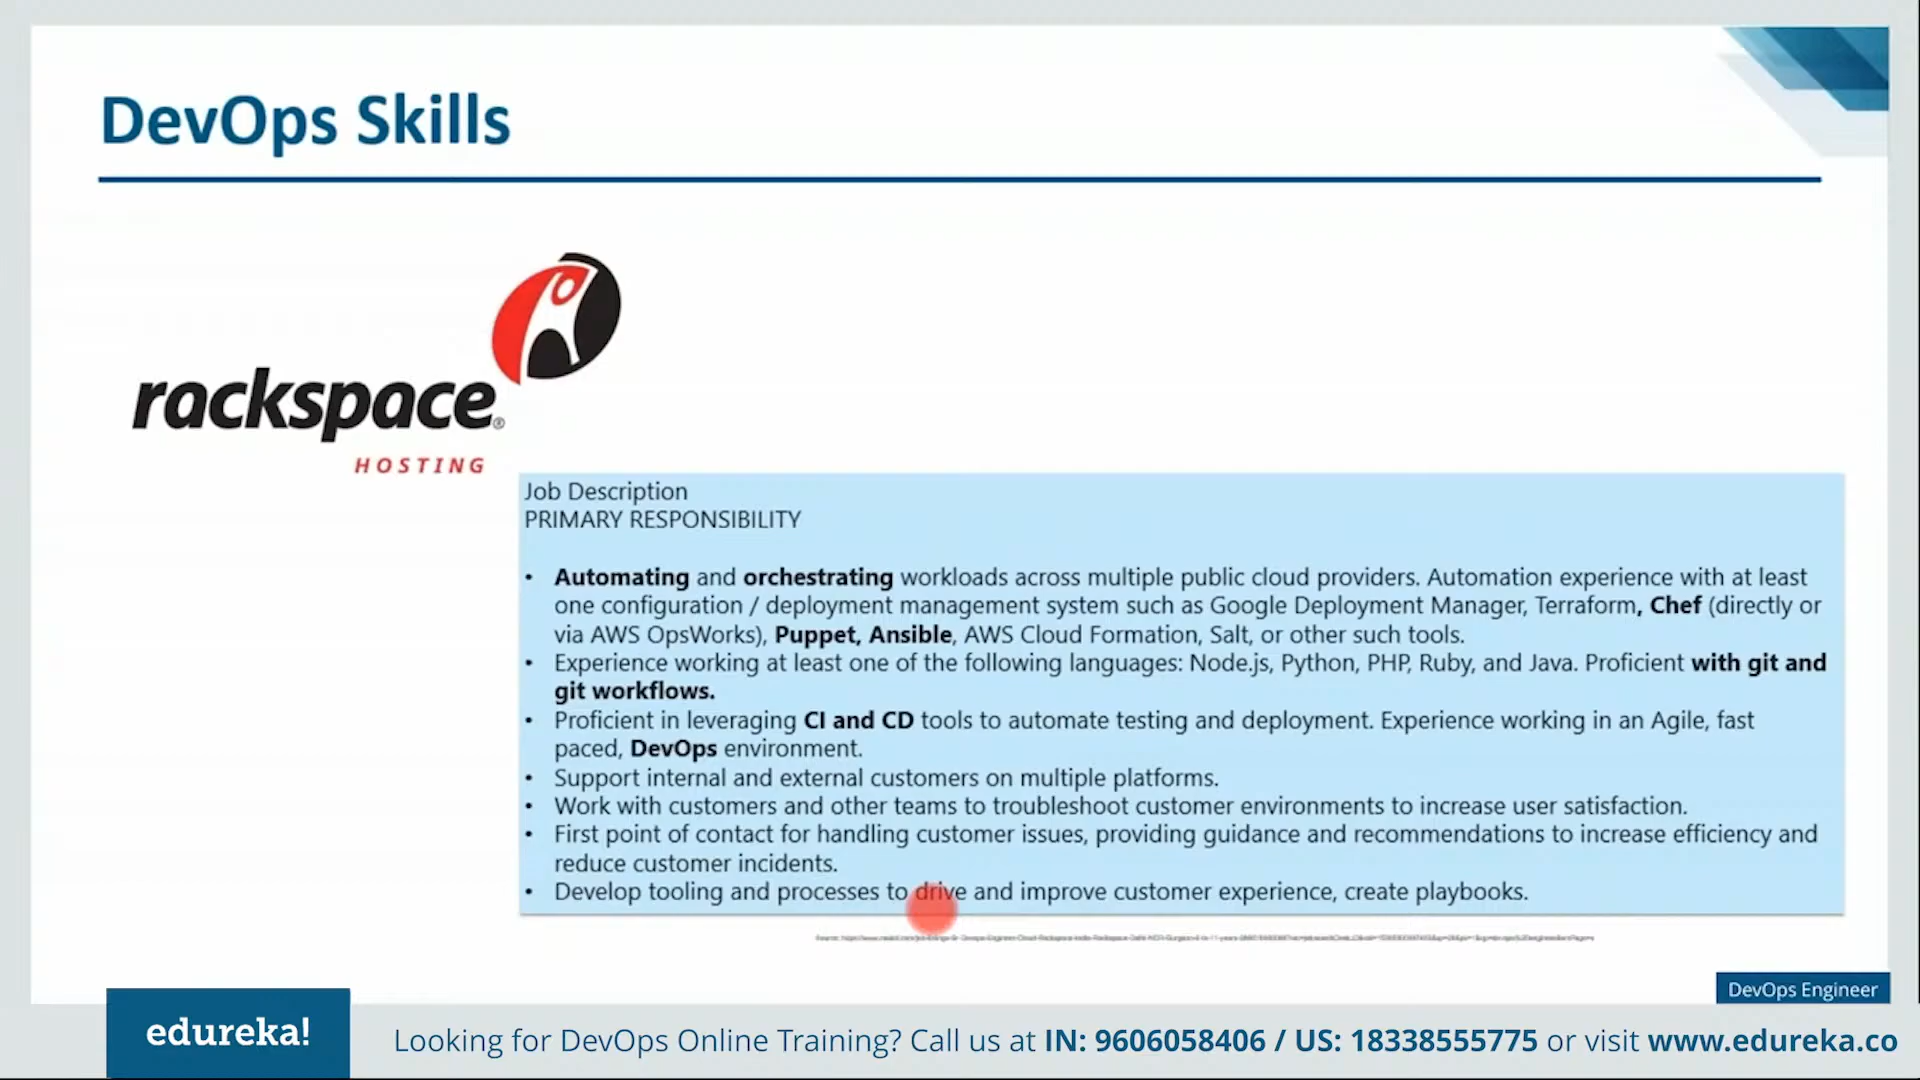 DevOps Skills
rackspace®
HOSTING
Job Description
PRIMARY RESPONSIBILITY
• Automating and orchestrating workloads across multiple public cloud providers. Automation experience with at least
one configuration / deployment management system such as Google Deployment Manager, Terraform, Chef (directly or
via AWS OpsWorks), Puppet, Ansible, AWS Cloud Formation, Salt, or other such tools.
• Experience working at least one of the following languages: Node.js, Python, PHP, Ruby, and Java. Proficient with git and
git workflows.
• Proficient in leveraging CI and CD tools to automate testing and deployment. Experience working in an Agile, fast
paced, DevOps environment.
• Support internal and external customers on multiple platforms.
• Work with customers and other teams to troubleshoot customer environments to increase user satisfaction.
• First point of contact for handling customer issues, providing guidance and recommendations to increase efficiency and
reduce customer incidents.
• Develop tooling and processes to drive and improve customer experience, create playbooks.
DevOps Engineer
edureka!
Looking for DevOps Online Training? Call us at IN: 9606058406 / US: 18338555775 or visit www.edureka.co